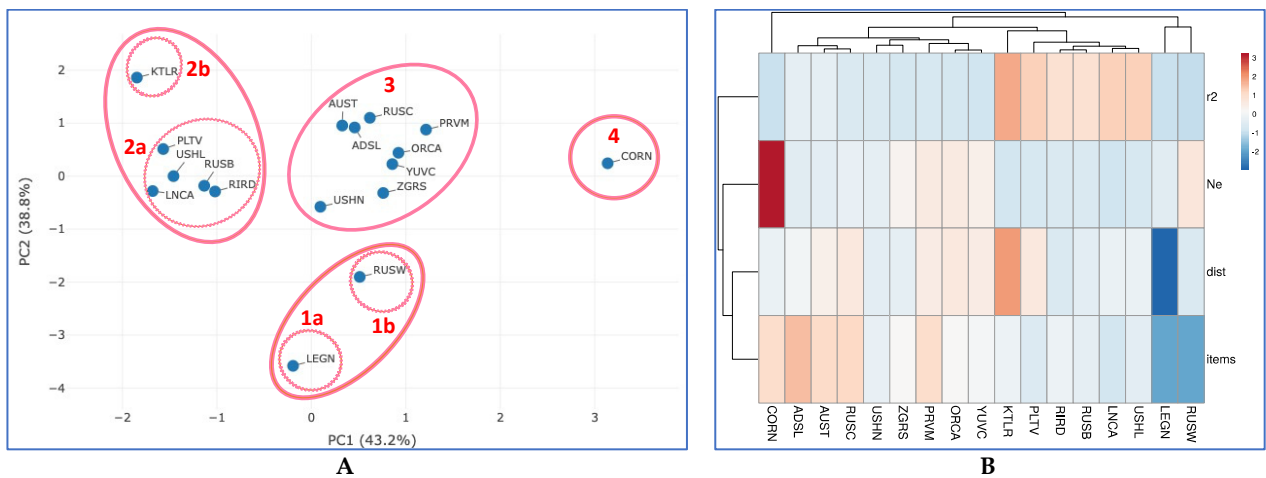 2
1
0
−1
−2
−3
−4
PC2 (38.8%)
−2
−1
0
1
2
3
PC1 (43.2%)
KTLR
2b
2a
PLTV
USHL
RUSB
LNCA
RIRD
3
AUST
RUSC
ADSL
PRVM
ORCA
YUVC
ZGRS
USHN
4
CORN
RUSW
1a
1b
LEGN
A
r2
Ne
dist
items
3
2
1
0
-1
-2
CORN
ADSL
AUST
RUSC
USHN
ZGRS
PRVM
ORCA
YUVC
KTLR
PLTV
RIRD
RUSB
LNCA
USHL
LEGN
RUSW
B